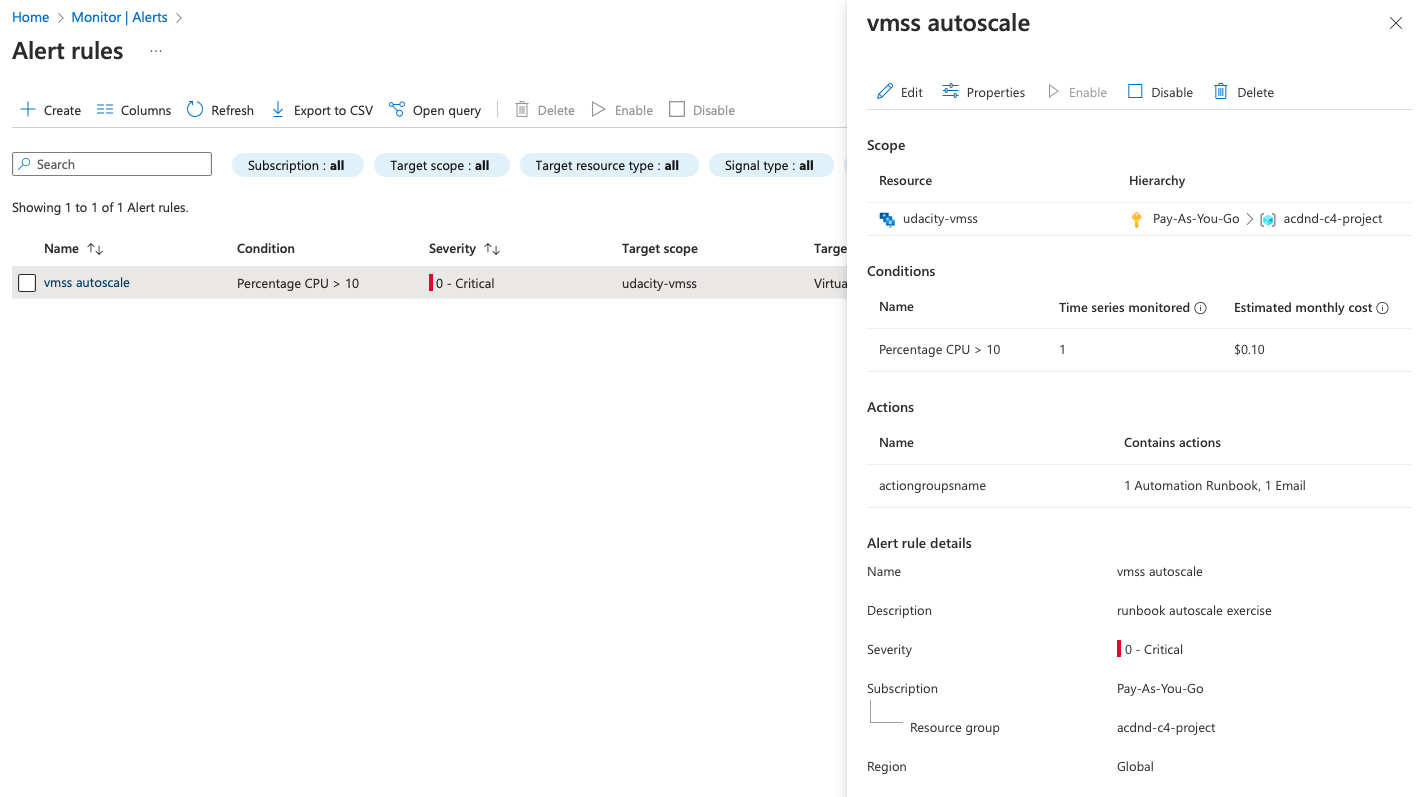 Home > Monitor | Alerts >
Alert rules ...
Create Columns Refresh Export to CSV Open query Delete Enable Disable
Search Subscription : all Target scope : all Target resource type : all Signal type : all
Showing 1 to 1 of 1 Alert rules.
Name Condition Severity Target scope Targe
vmss autoscale Percentage CPU > 10 0 - Critical udacity-vmss Virtua
vmss autoscale
Edit Properties Enable Disable Delete
Scope
Resource Hierarchy
udacity-vmss Pay-As-You-Go > acdnd-c4-project
Conditions
Name Time series monitored Estimated monthly cost
Percentage CPU > 10 1 $0.10
Actions
Name Contains actions
actiongroupsname 1 Automation Runbook, 1 Email
Alert rule details
Name vmss autoscale
Description runbook autoscale exercise
Severity 0 - Critical
Subscription Pay-As-You-Go
Resource group acdnd-c4-project
Region Global